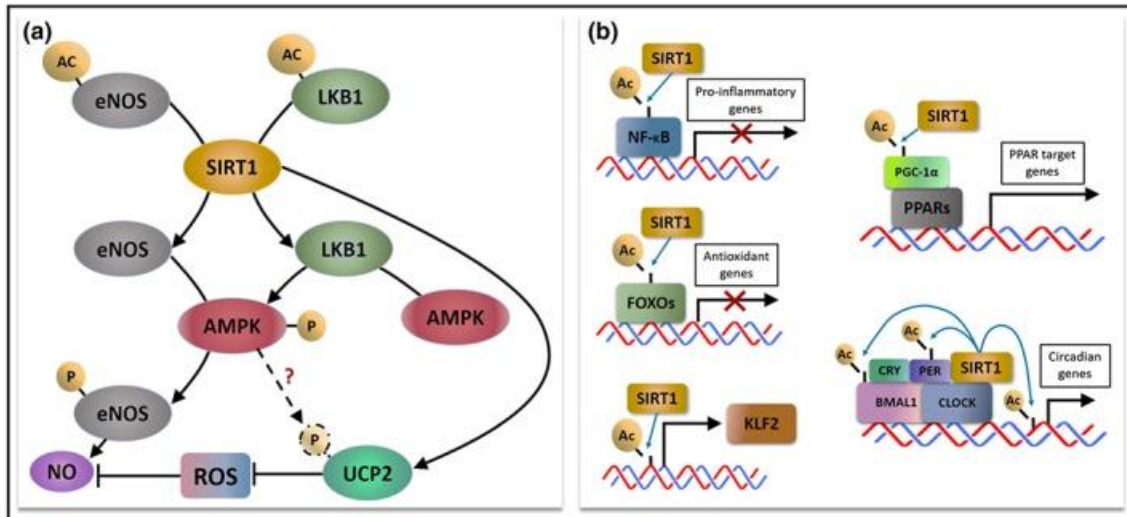 (a)
AC
AC
eNOS
LKB1
SIRT1
eNOS
LKB1
AMPK
P
AMPK
P
?
eNOS
P
NO
ROS
UCP2
(b)
SIRT1
Ac
Pro-inflammatory
genes
NF-κB
SIRT1
Ac
Antioxidant
genes
FOXOs
SIRT1
Ac
KLF2
SIRT1
Ac
PPAR target
genes
PGC-1α
PPARs
Ac
Ac
CRY
PER
SIRT1
Circadian
genes
BMAL1
CLOCK
Ac